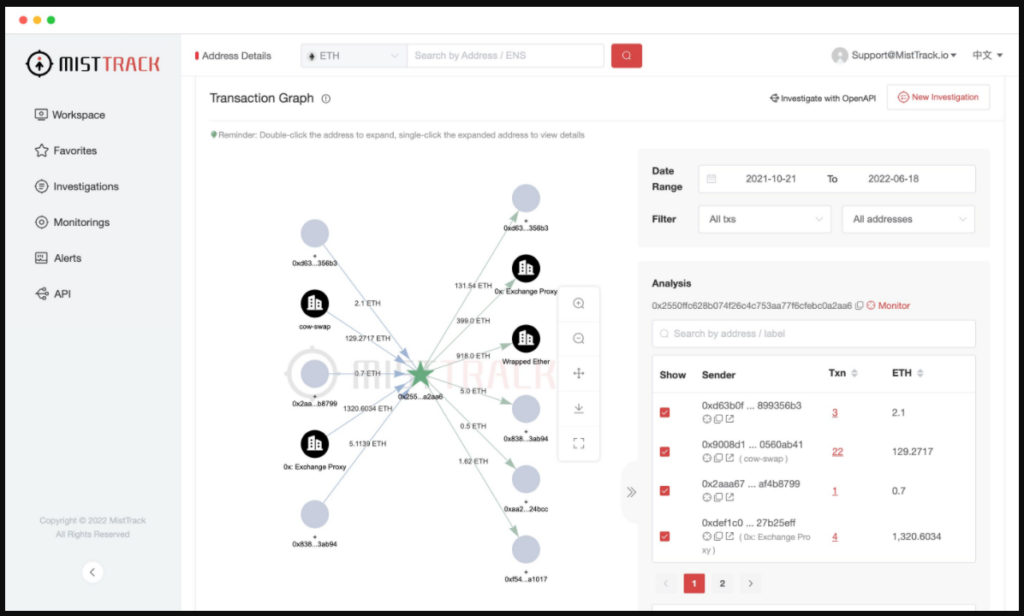 MISTTRACK
Workspace
Favorites
Investigations
Monitorings
Alerts
API
Copyright © 2022 MistTrack
All Rights Reserved
Address Details
ETH
Search by Address / ENS
Support@MistTrack.io
中文
Transaction Graph
Investigate with OpenAPI
New Investigation
Reminder: Double-click the address to expand, single-click the expanded address to view details
0xd63...356b3
cow-swap
0x2aa...b8799
0x: Exchange Proxy
0x838...3ab94
2.1 ETH
129.2717 ETH
0.7 ETH
1320.6034 ETH
5.1139 ETH
MISTTRACK
0x255...a2aa6
131.54 ETH
399.0 ETH
918.0 ETH
5.0 ETH
0.5 ETH
1.62 ETH
0xd63...356b3
0x: Exchange Proxy
Wrapped Ether
0x838...3ab94
0xaa2...24bcc
0xf54...a1017
Date Range
2021-10-21 To 2022-06-18
Filter
All txs
All addresses
Analysis
0x2550ffc628b074f26c4c753aa77f6cfebc0a2aa6 Monitor
Search by address / label
Show Sender Txn ETH
0xd63b0f ... 899356b3 3 2.1
0x9008d1 ... 0560ab41 22 129.2717
( cow-swap )
0x2aaa67 ... af4b8799 1 0.7
0xdef1c0 ... 27b25eff 4 1,320.6034
( 0x: Exchange Pro
xy )
1 2